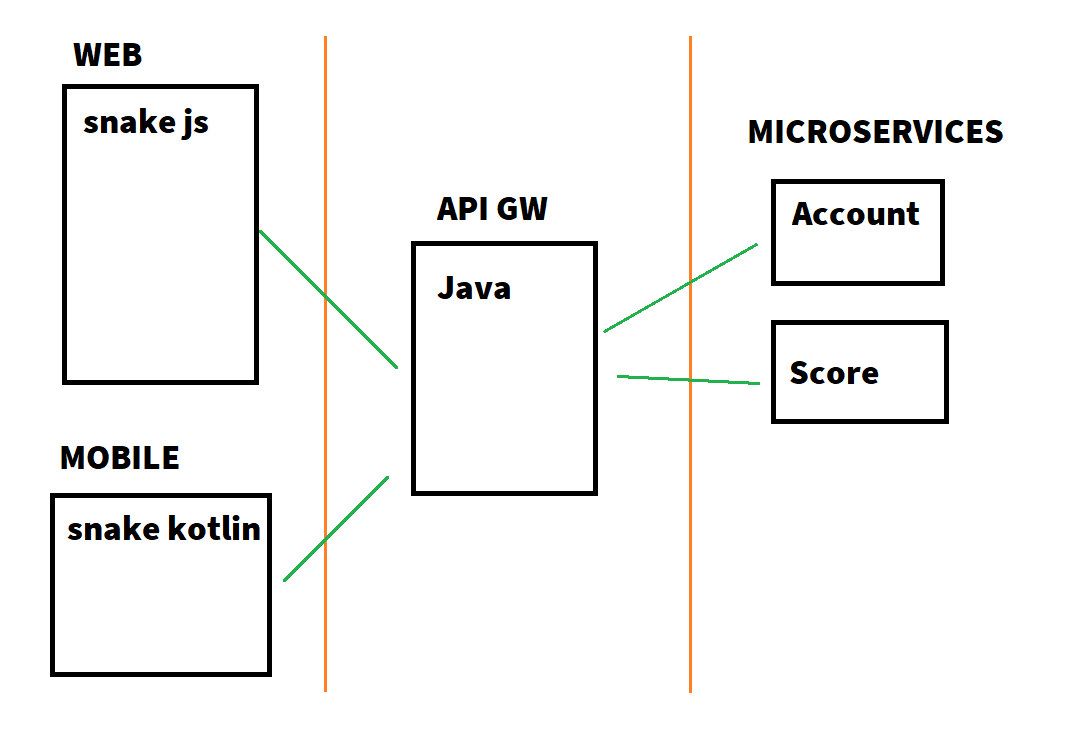 WEB
snake js
MOBILE
snake kotlin
API GW
Java
MICROSERVICES
Account
Score